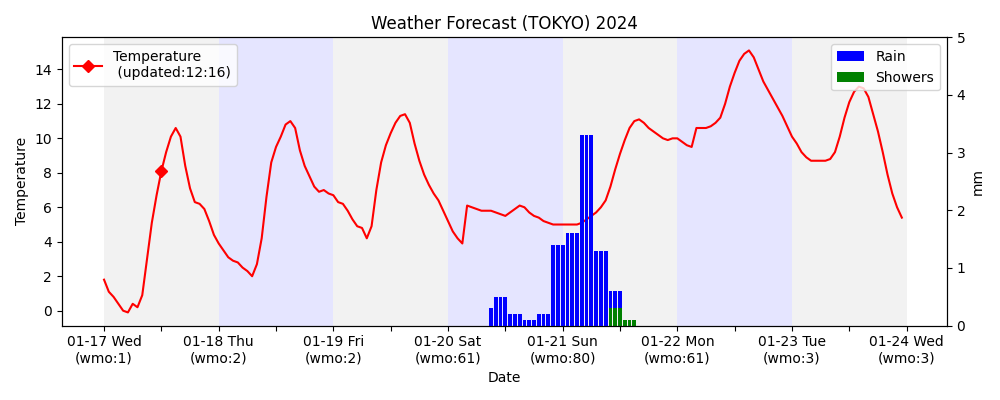 Weather Forecast (TOKYO) 2024
Temperature
(updated:12:16)
Rain
Showers
Temperature
14
12
10
8
6
4
2
0
5
4
3
2
1
0
mm
01-17 Wed
(wmo:1)
01-18 Thu
(wmo:2)
01-19 Fri
(wmo:2)
01-20 Sat
(wmo:61)
01-21 Sun
(wmo:80)
01-22 Mon
(wmo:61)
01-23 Tue
(wmo:3)
01-24 Wed
(wmo:3)
Date